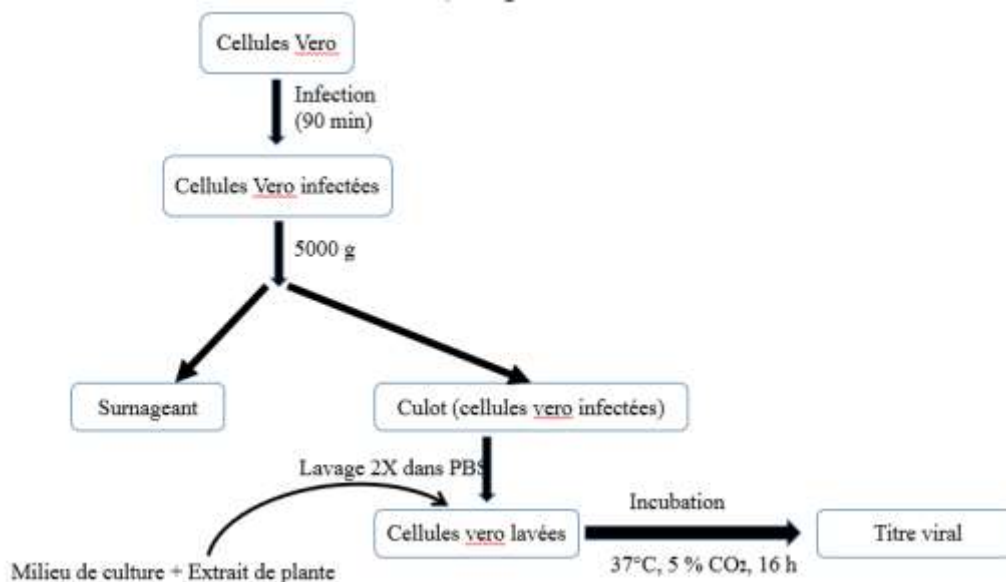 Cellules Vero
Infection
(90 min)
Cellules Vero infectées
5000 g
Surnageant
Culot (cellules vero infectées)
Lavage 2X dans PBS
Incubation
Cellules vero lavées
Titre viral
37°C, 5 % CO₂, 16 h
Milieu de culture + Extrait de plante